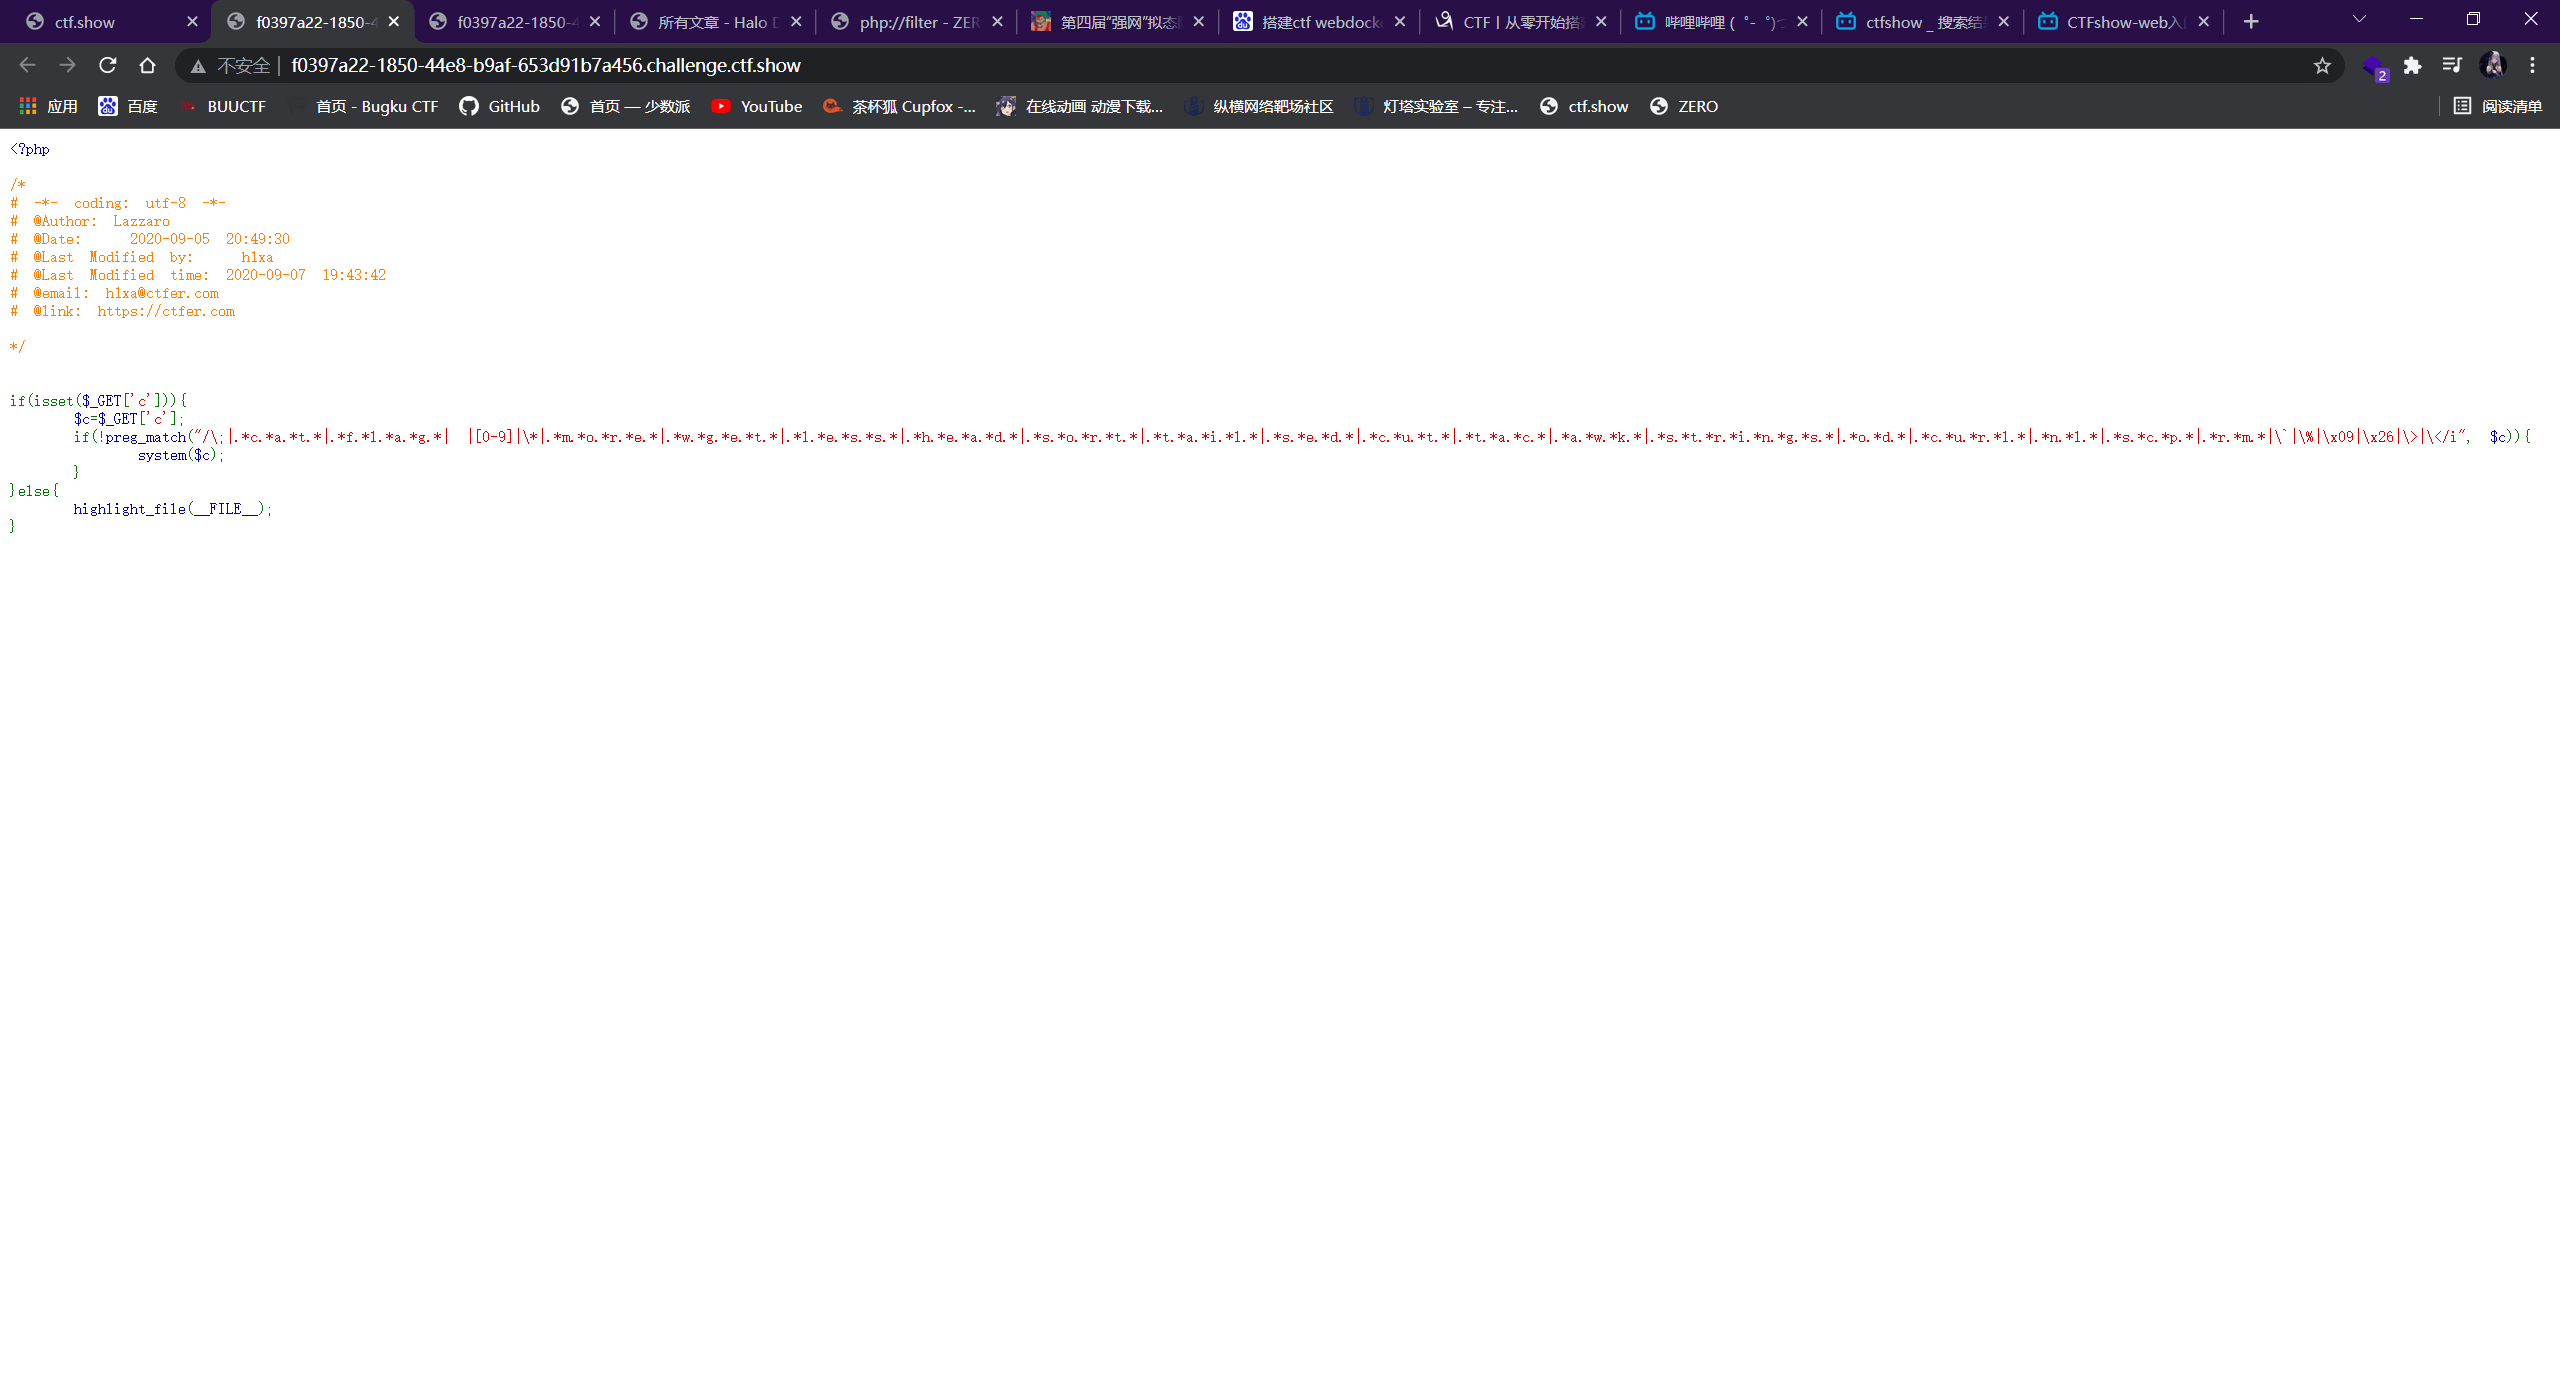 ctf.show
f0397a22-1850-4
f0397a22-1850-4
所有文章 - Halo D
php://filter - ZER
第四届“强网”拟态
搭建ctf webdock
CTF | 从零开始搭
哔哩哔哩 ( ゜- ゜)つ
ctfshow _ 搜索结
CTFshow-web入
不安全 | f0397a22-1850-44e8-b9af-653d91b7a456.challenge.ctf.show
2
应用 百度 BUUCTF 首页 - Bugku CTF GitHub 首页 — 少数派 YouTube 茶杯狐 Cupfox -... 在线动画 动漫下载... 纵横网络靶场社区 灯塔实验室 – 专注... ctf.show ZERO 阅读清单
<?php
/*
# -*- coding: utf-8 -*-
# @Author: Lazzaro
# @Date: 2020-09-05 20:49:30
# @Last Modified by: h1xa
# @Last Modified time: 2020-09-07 19:43:42
# @email: h1xa@ctfer.com
# @link: https://ctfer.com
*/
if(isset($_GET['c'])){
$c=$_GET['c'];
if(!preg_match("/\;|.*c.*a.*t.*|.*f.*l.*a.*g.*| |[0-9]|\*|.*m.*o.*r.*e.*|.*w.*g.*e.*t.*|.*l.*e.*s.*s.*|.*h.*e.*a.*d.*|.*s.*o.*r.*t.*|.*t.*a.*i.*l.*|.*s.*e.*d.*|.*c.*u.*t.*|.*t.*a.*c.*|.*a.*w.*k.*|.*s.*t.*r.*i.*n.*g.*s.*|.*o.*d.*|.*c.*u.*r.*l.*|.*n.*l.*|.*s.*c.*p.*|.*r.*m.*|\`|\%|\x09|\x26|\>|\</i", $c)){
system($c);
}
}else{
highlight_file(__FILE__);
}